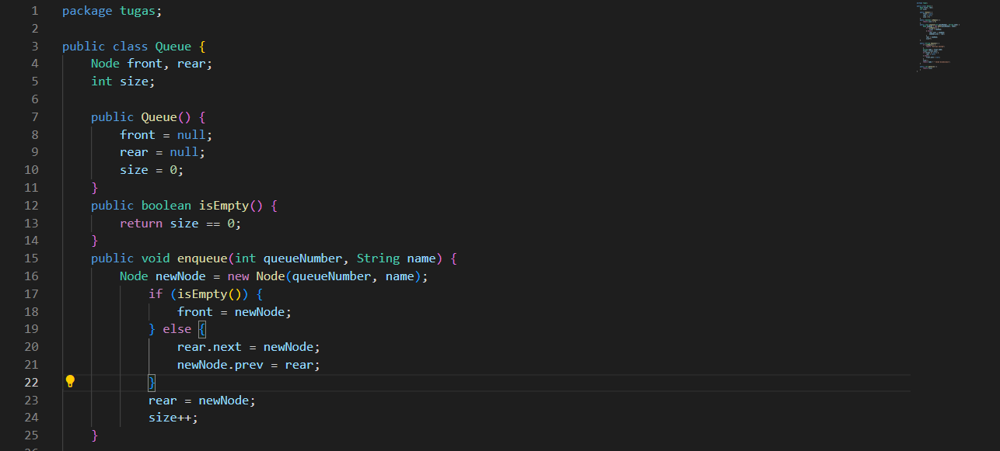 1 package tugas;
2
3 public class Queue {
4     Node front, rear;
5     int size;
6
7     public Queue() {
8         front = null;
9         rear = null;
10         size = 0;
11     }
12     public boolean isEmpty() {
13         return size == 0;
14     }
15     public void enqueue(int queueNumber, String name) {
16         Node newNode = new Node(queueNumber, name);
17             if (isEmpty()) {
18                 front = newNode;
19             } else {
20                 rear.next = newNode;
21                 newNode.prev = rear;
22             }
23             rear = newNode;
24             size++;
25     }